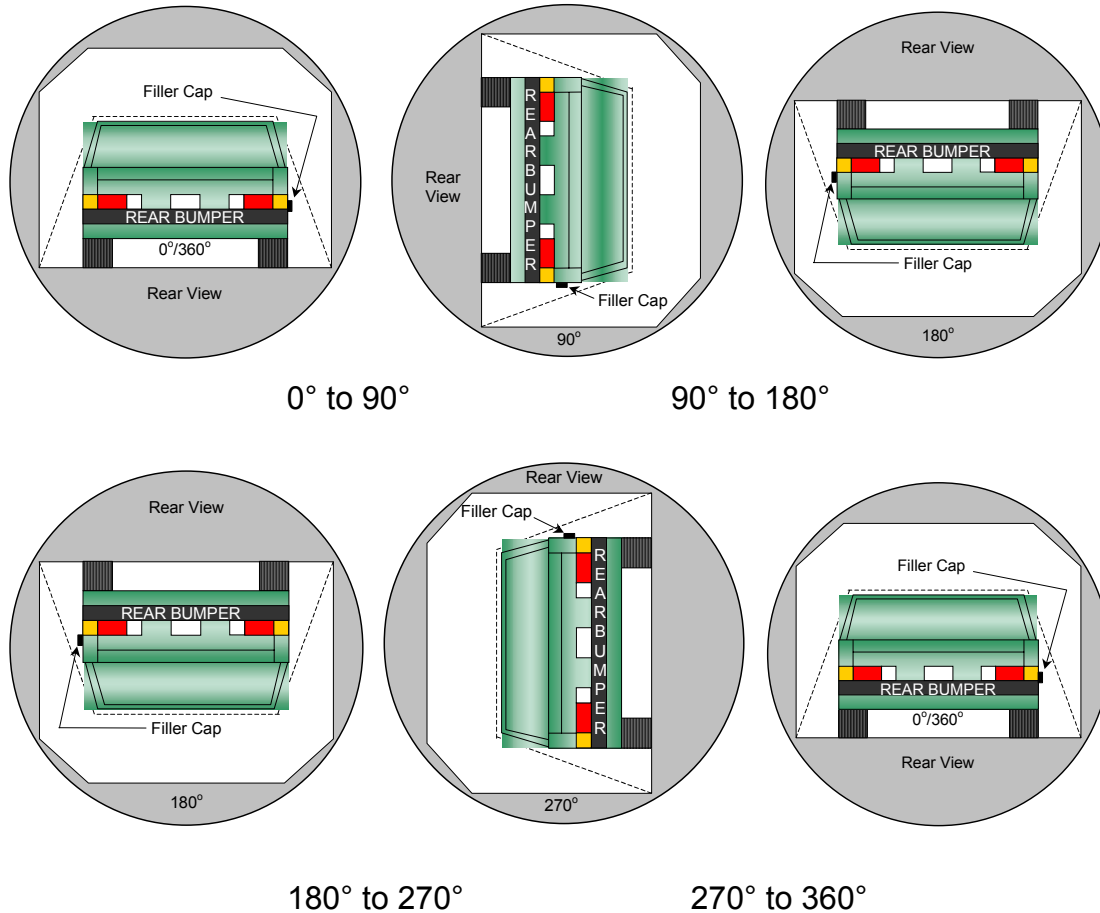 Filler Cap
REAR BUMPER
0°/360°
Rear View
Rear
View
REARBUMPER
Filler Cap
90°
Rear View
REAR BUMPER
Filler Cap
180°
0° to 90°
90° to 180°
Rear View
REAR BUMPER
Filler Cap
180°
Rear View
Filler Cap
REARBUMPER
270°
Filler Cap
REAR BUMPER
0°/360°
Rear View
180° to 270°
270° to 360°